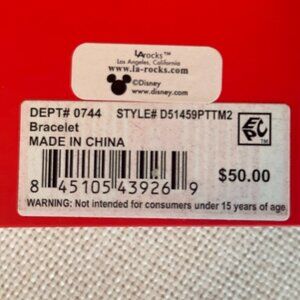 LArocks™
Los Angeles, California
www.la-rocks.com
©Disney
www.disney.com
DEPT# 0744 STYLE# D51459PTTM2
Bracelet
MADE IN CHINA
8 45105 43926 9
$50.00
WARNING: Not intended for consumers under 15 years of age